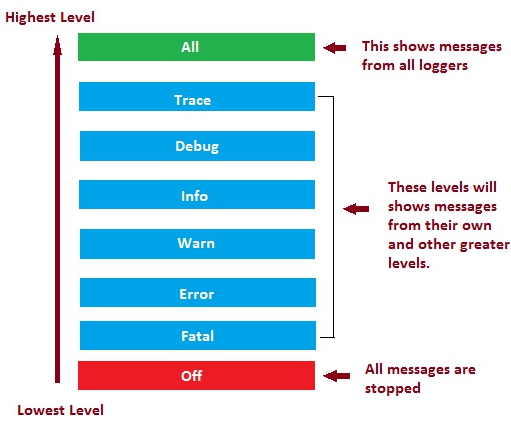 Highest Level
All
This shows messages
from all loggers
Trace
Debug
Info
These levels will
shows messages
from their own
and other greater
levels.
Warn
Error
Fatal
Off
All messages are
stopped
Lowest Level